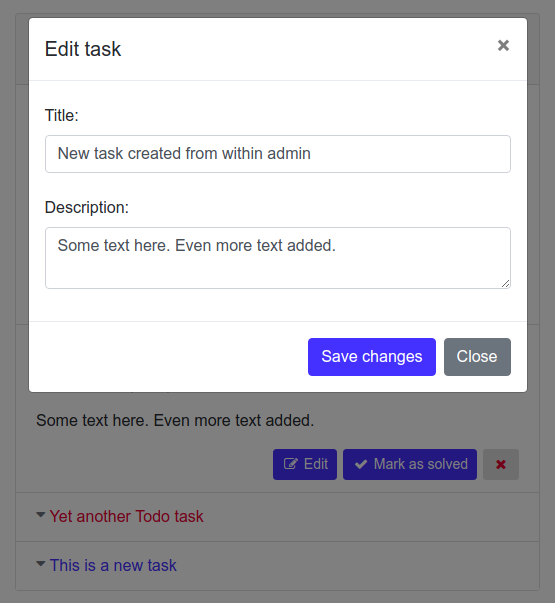 Edit task
×
Title:
New task created from within admin
Description:
Some text here. Even more text added.
Save changes
Close
Some text here. Even more text added.
Edit
Mark as solved
Yet another Todo task
This is a new task